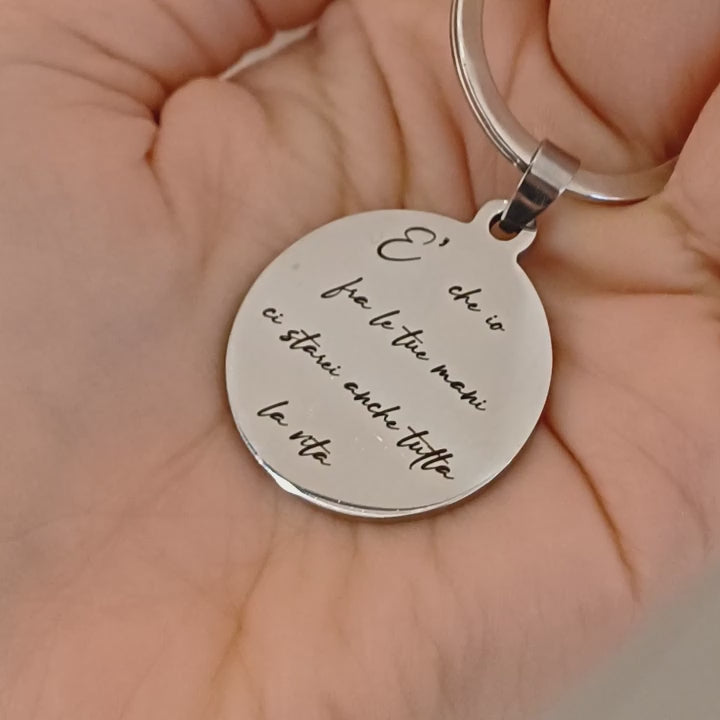 E' che io
fra le tue mani
ci starei anche tutta
la vita